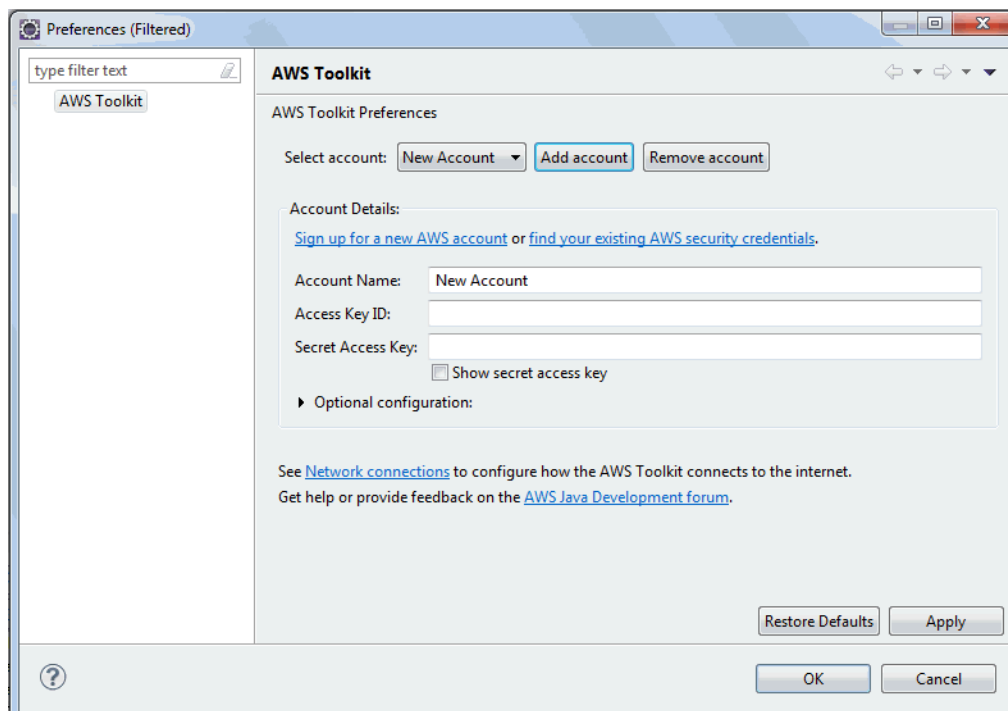 Preferences (Filtered)
type filter text
AWS Toolkit
AWS Toolkit
AWS Toolkit Preferences
Select account: New Account Add account Remove account
Account Details:
Sign up for a new AWS account or find your existing AWS security credentials.
Account Name: New Account
Access Key ID:
Secret Access Key:
Show secret access key
Optional configuration:
See Network connections to configure how the AWS Toolkit connects to the internet.
Get help or provide feedback on the AWS Java Development forum.
Restore Defaults Apply
? OK Cancel